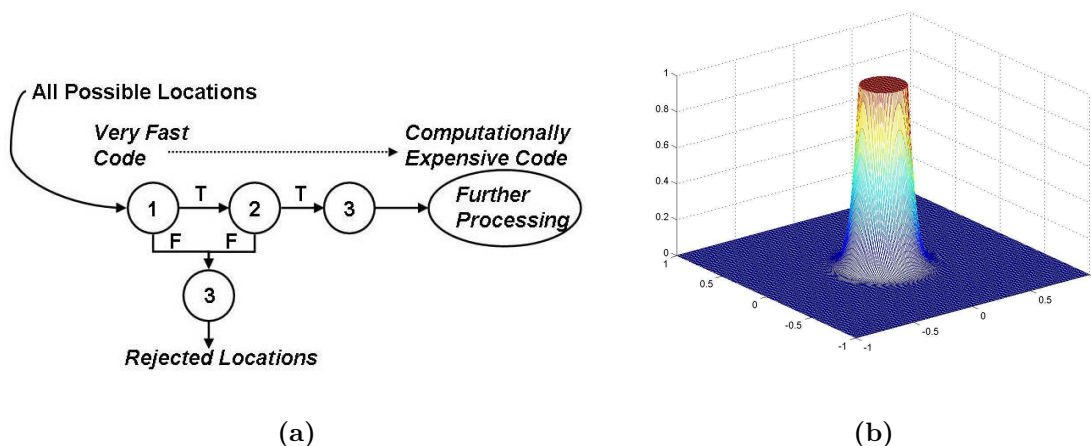 All Possible Locations
Very Fast
Code
Computationally
Expensive Code
1
T
2
T
3
Further
Processing
F
F
3
Rejected Locations
(a)
1
0.8
0.6
0.4
0.2
0
1
0.5
0
-0.5
-1
-1
-0.5
0
0.5
(b)